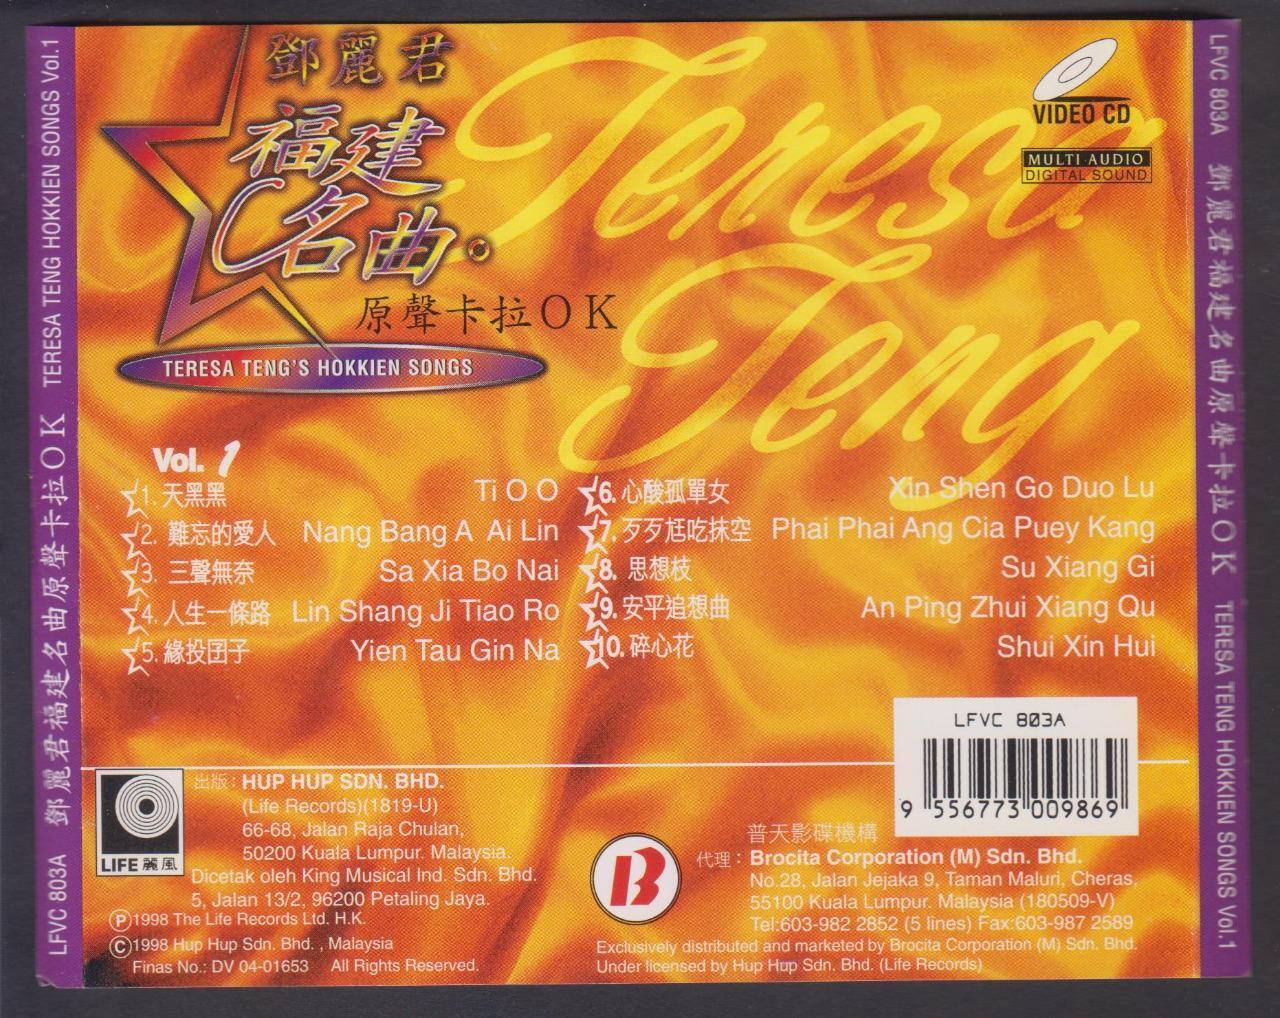 鄧麗君
福建
名曲.
原聲卡拉OK
TERESA TENG'S HOKKIEN SONGS
Teresa
Teng
VIDEO CD
MULTI AUDIO
DIGITAL SOUND
Vol. 1
1. 天黑黑 Ti O O
2. 難忘的愛人 Nang Bang A Ai Lin
3. 三聲無奈 Sa Xia Bo Nai
4. 人生一條路 Lin Shang Ji Tiao Ro
5. 緣投囝子 Yien Tau Gin Na
6. 心酸孤單女 Xin Shen Go Duo Lu
7. 歹歹尪吃抹空 Phai Phai Ang Cia Puey Kang
8. 思想枝 Su Xiang Gi
9. 安平追想曲 An Ping Zhui Xiang Qu
10. 碎心花 Shui Xin Hui
LFVC 803A
9 556773 009869
LIFE 麗風
出版 : HUP HUP SDN. BHD.
(Life Records)(1819-U)
66-68, Jalan Raja Chulan,
50200 Kuala Lumpur. Malaysia.
Dicetak oleh King Musical Ind. Sdn. Bhd.
5, Jalan 13/2, 96200 Petaling Jaya.
Ⓟ1998 The Life Records Ltd. H.K.
©1998 Hup Hup Sdn. Bhd. , Malaysia
Finas No.: DV 04-01653 All Rights Reserved.
B
普天影碟機構
代理 : Brocita Corporation (M) Sdn. Bhd.
No.28, Jalan Jejaka 9, Taman Maluri, Cheras,
55100 Kuala Lumpur. Malaysia (180509-V)
Tel:603-982 2852 (5 lines) Fax:603-987 2589
Exclusively distributed and marketed by Brocita Corporation (M) Sdn. Bhd.
Under licensed by Hup Hup Sdn. Bhd. (Life Records)
LFVC 803A 鄧麗君福建名曲原聲卡拉OK TERESA TENG HOKKIEN SONGS Vol.1
LFVC 803A 鄧麗君福建名曲原聲卡拉OK TERESA TENG HOKKIEN SONGS Vol.1